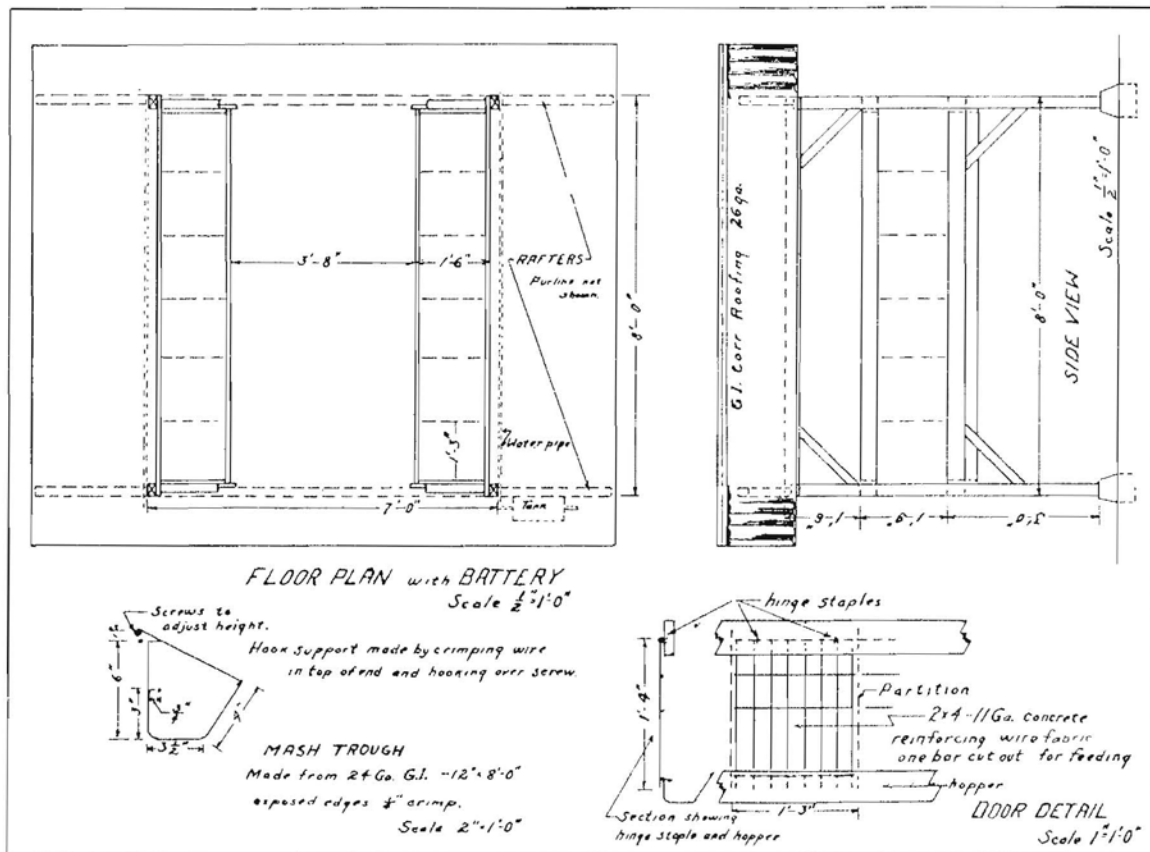 3'-8"
1'-6"
RAFTERS
Purlins not
shown.
8'-0"
1'-3"
Water pipe
7'-0"
Tank
FLOOR PLAN with BATTERY
Scale 1/2"=1'-0"
G.I. Corr Roofing 26 ga.
8'-0"
SIDE VIEW
Scale 1/2"=1'-0"
1'-6"
1'-9"
3'-0"
Screws to
adjust height.
Hook support made by crimping wire
in top of end and hooking over screw.
6"
3"
3/4"
3 1/2"
4"
MASH TROUGH
Made from 24 Ga. G.I. -12"x8'-0"
exposed edges crimp.
Scale 2"=1'-0"
hinge staples
1'-4"
Partition
2x4-11Ga. concrete
reinforcing wire fabric
one bar cut out for feeding
hopper
1'-3"
Section showing
hinge staple and hopper
DOOR DETAIL
Scale 1"=1'-0"